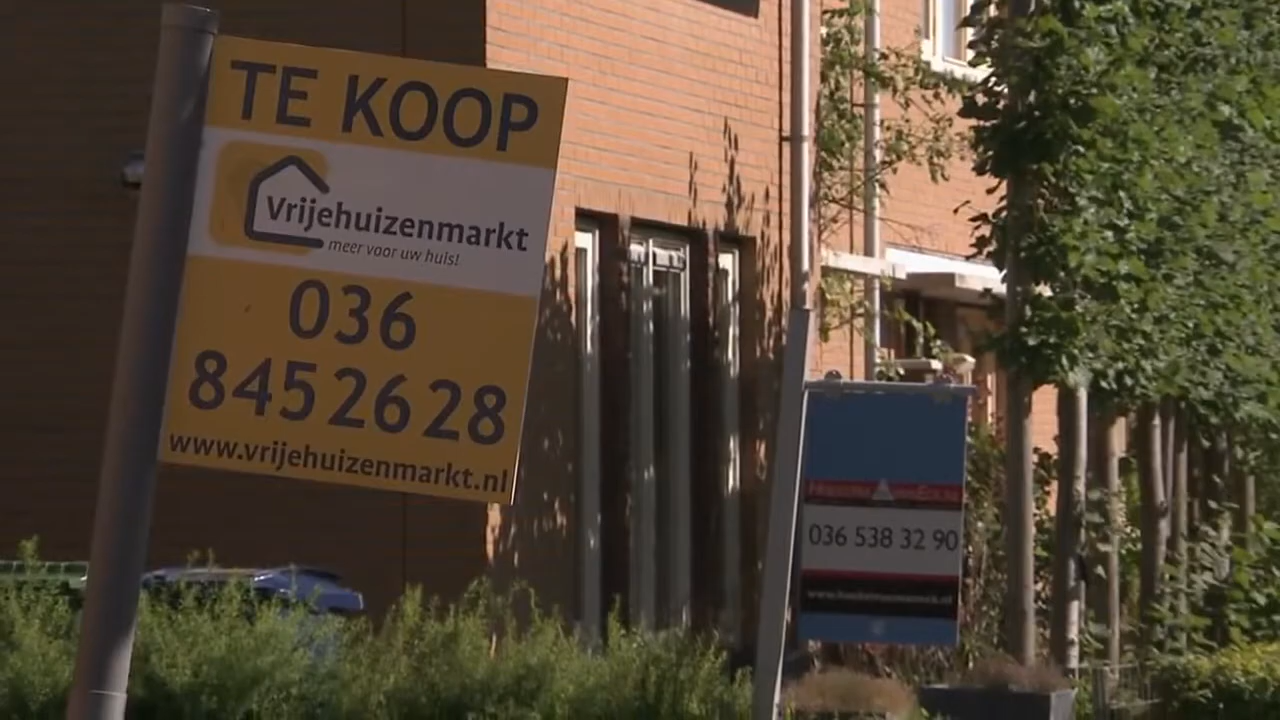 TE KOOP
Vrijehuizenmarkt
meer voor uw huis!
036
8452628
www.vrijehuizenmarkt.nl
036 538 32 90